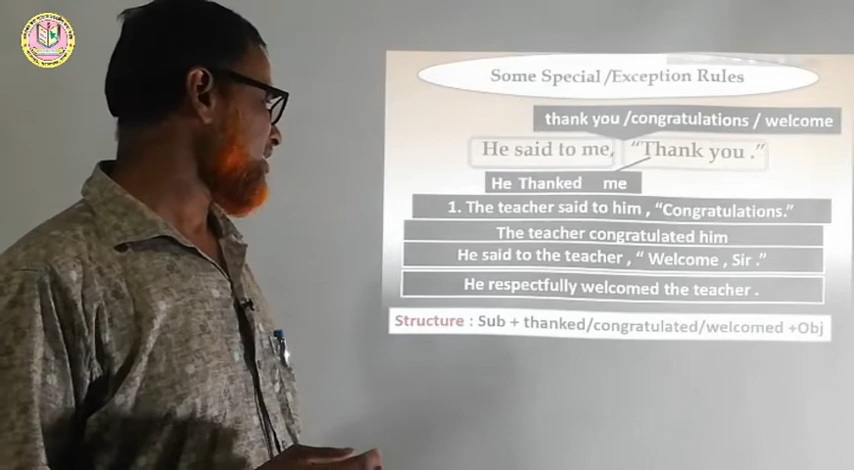 Some Special/Exception Rules
thank you /congratulations / welcome
He said to me, “Thank you .”
He Thanked me
1. The teacher said to him , “Congratulations.”
The teacher congratulated him
He said to the teacher , “ Welcome , Sir .”
He respectfully welcomed the teacher .
Structure : Sub + thanked/congratulated/welcomed +Obj